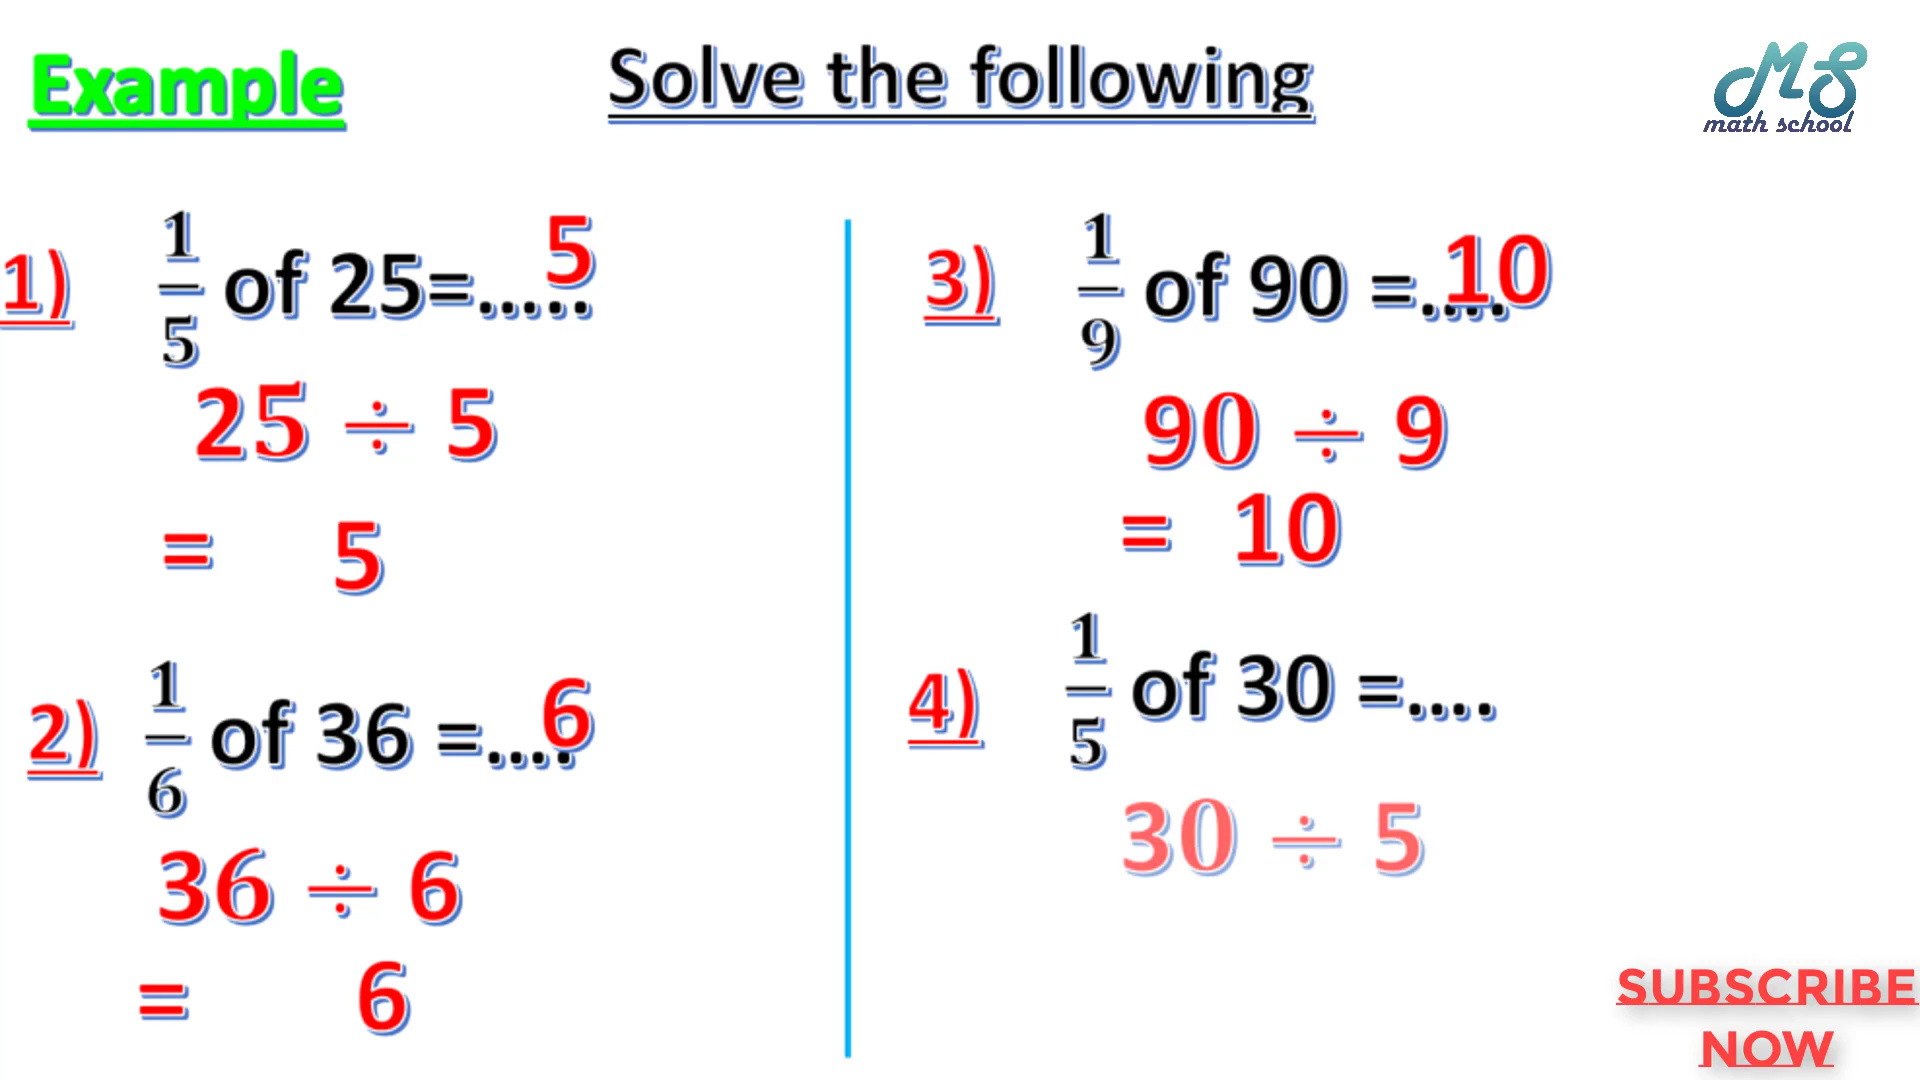 Example
Solve the following
MS
math school
1) 1/5 of 25=..... 5
25 ÷ 5
= 5
2) 1/6 of 36 =.... 6
36 ÷ 6
= 6
3) 1/9 of 90 =.... 10
90 ÷ 9
= 10
4) 1/5 of 30 =....
30 ÷ 5
SUBSCRIBE
NOW